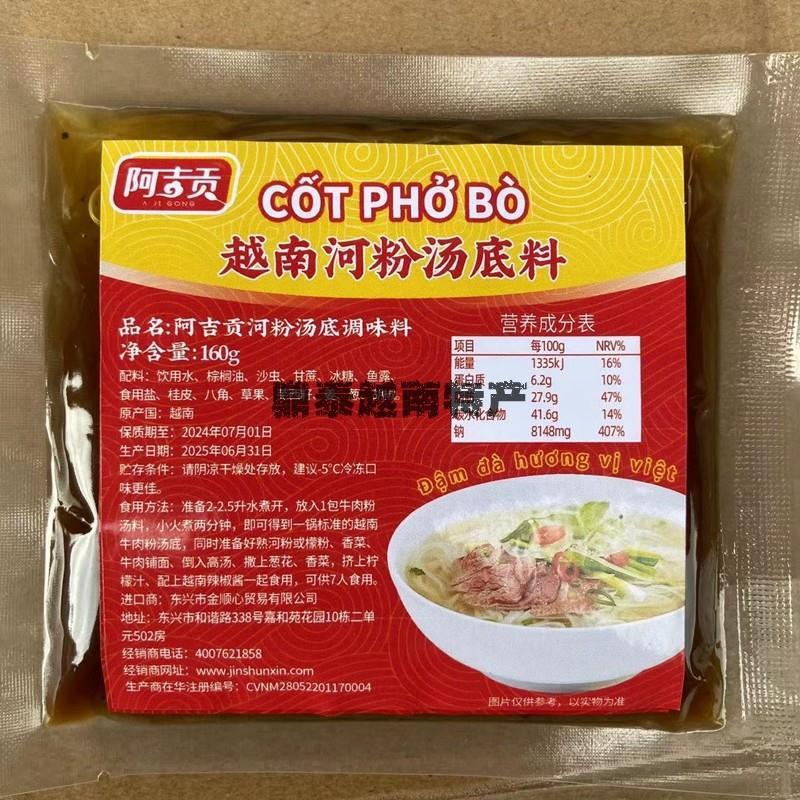 阿吉贡
A JI GONG
CỐT PHỞ BÒ
越南河粉汤底料
品名:阿吉贡河粉汤底调味料
净含量:160g
配料：饮用水、棕榈油、沙虫、甘蔗、冰糖、鱼露、
食用盐、桂皮、八角、草果、
原产国：越南
保质期至：2024年07月01日
生产日期：2025年06月31日
贮存条件：请阴凉干燥处存放，建议-5°C冷冻口
味更佳。
食用方法：准备2-2.5升水煮开，放入1包牛肉粉
汤料，小火煮两分钟，即可得到一锅标准的越南
牛肉粉汤底，同时准备好熟河粉或檬粉、香菜、
牛肉铺面、倒入高汤、撒上葱花、香菜，挤上柠
檬汁、配上越南辣椒酱一起食用，可供7人食用。
进口商：东兴市金顺心贸易有限公司
地址：东兴市和谐路338号嘉和苑花园10栋二单
元502房
经销商电话：4007621858
经销商网址：www.jinshunxin.com
生产商在华注册编号：CVNM28052201170004
营养成分表
项目 每100g NRV%
能量 1335kJ 16%
蛋白质 6.2g 10%
27.9g 47%
碳水化合物 41.6g 14%
钠 8148mg 407%
鼎泰越南特产
Đậm đà hương vị việt
图片仅供参考，以实物为准